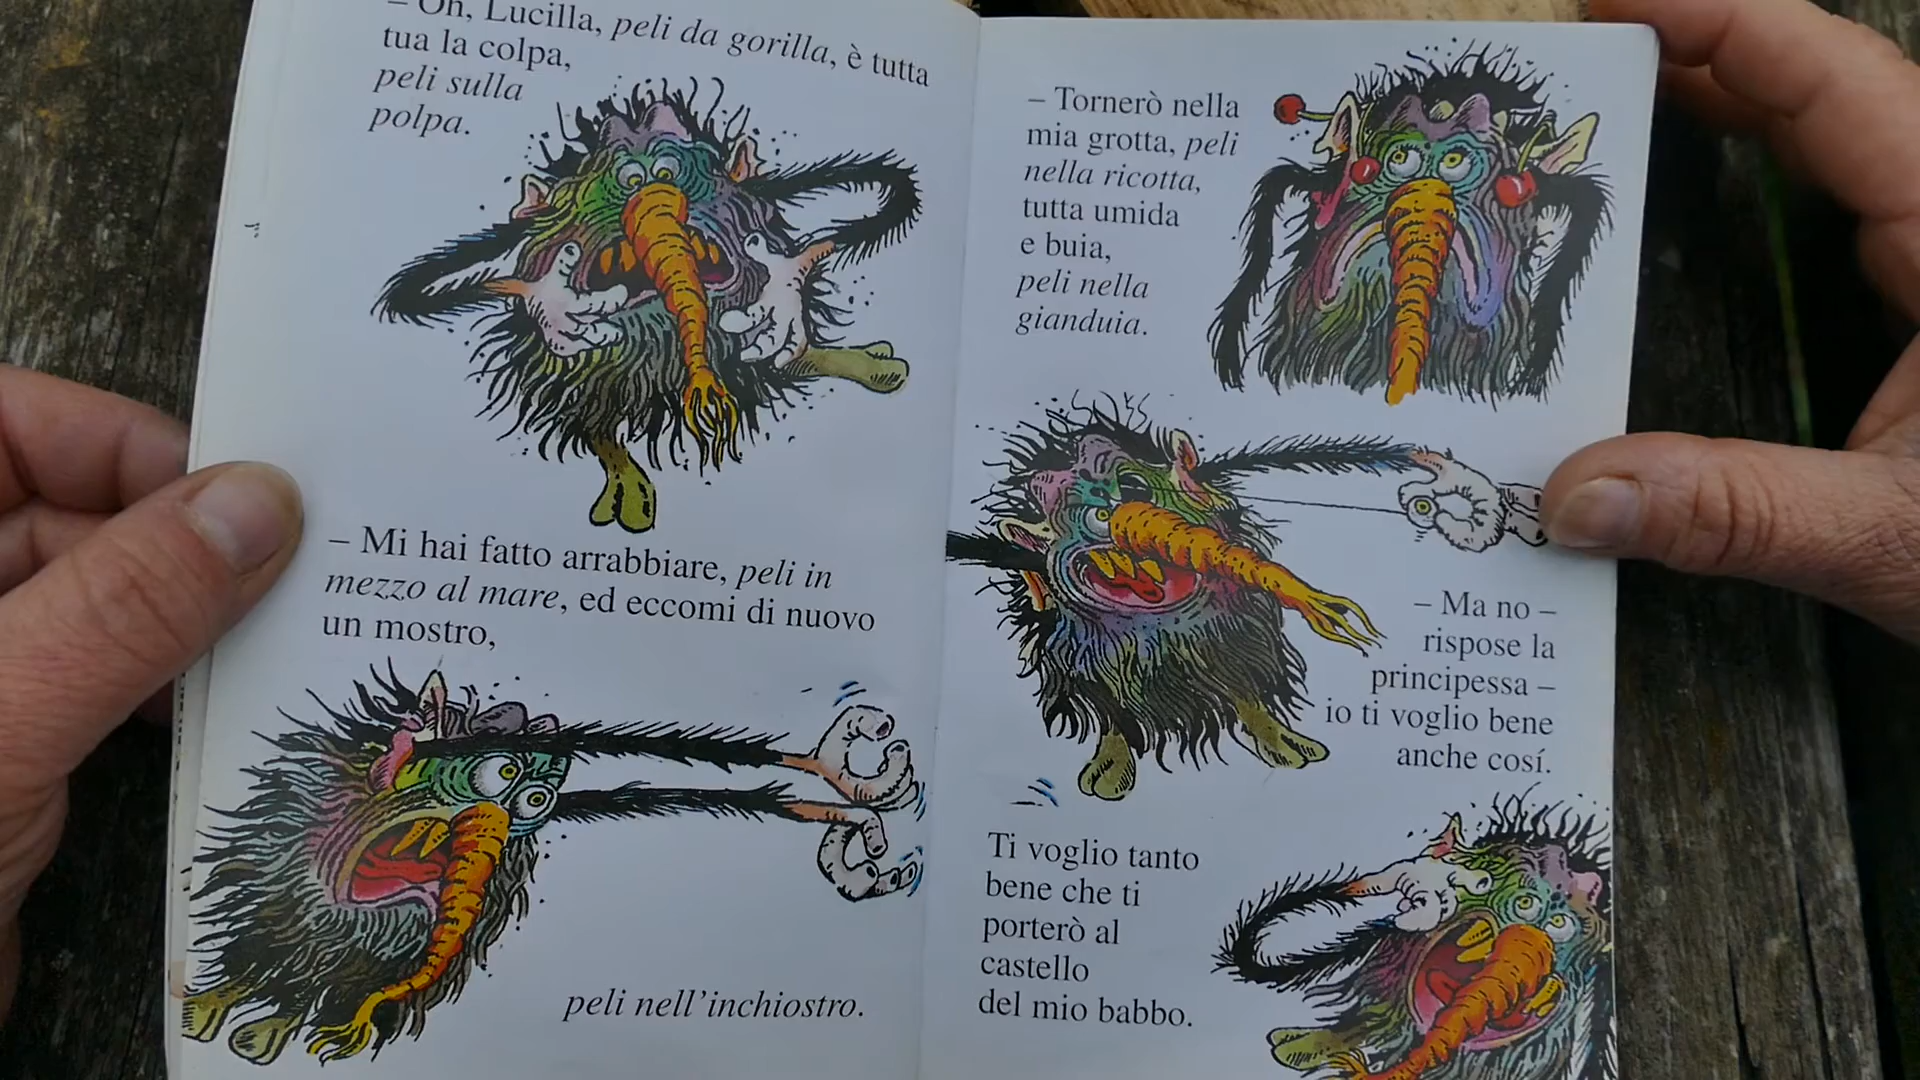 – Oh, Lucilla, peli da gorilla, è tutta
tua la colpa,
peli sulla
polpa.
– Mi hai fatto arrabbiare, peli in
mezzo al mare, ed eccomi di nuovo
un mostro,
peli nell'inchiostro.
– Tornerò nella
mia grotta, peli
nella ricotta,
tutta umida
e buia,
peli nella
gianduia.
– Ma no –
rispose la
principessa –
io ti voglio bene
anche cosí.
Ti voglio tanto
bene che ti
porterò al
castello
del mio babbo.